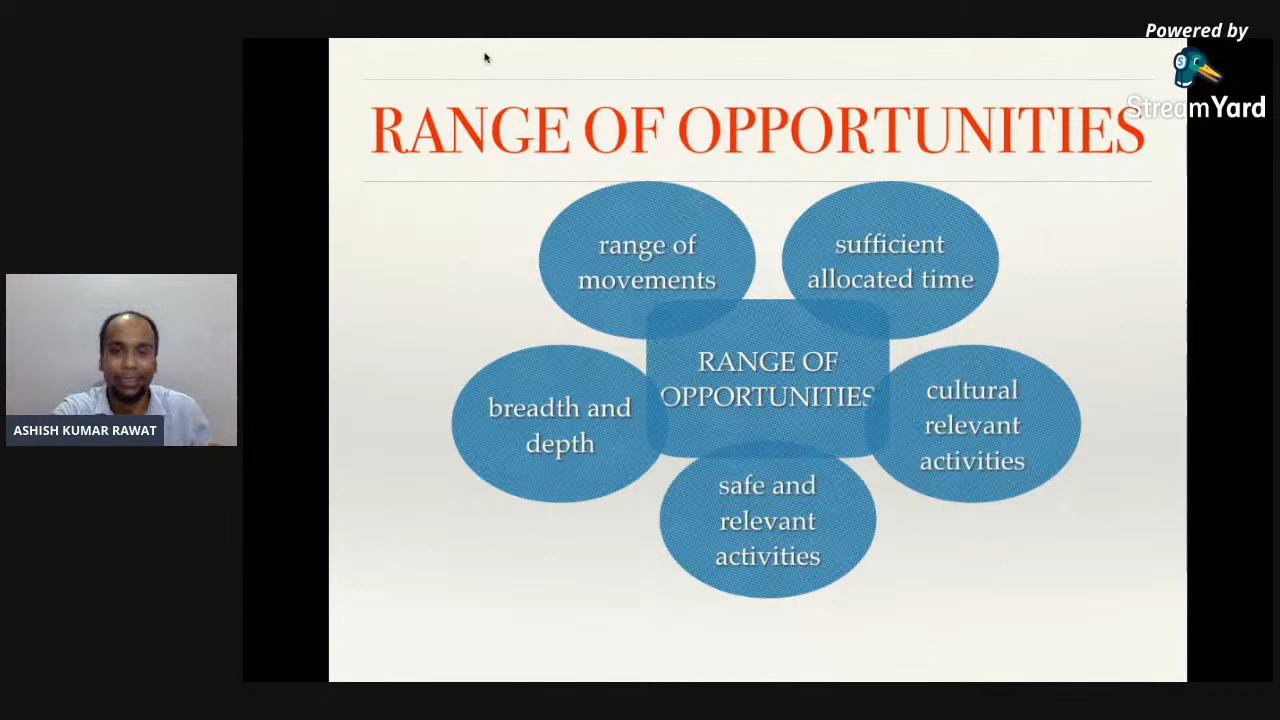 Powered by
StreamYard
RANGE OF OPPORTUNITIES
range of
movements
sufficient
allocated time
RANGE OF
OPPORTUNITIES
breadth and
depth
cultural
relevant
activities
safe and
relevant
activities
ASHISH KUMAR RAWAT